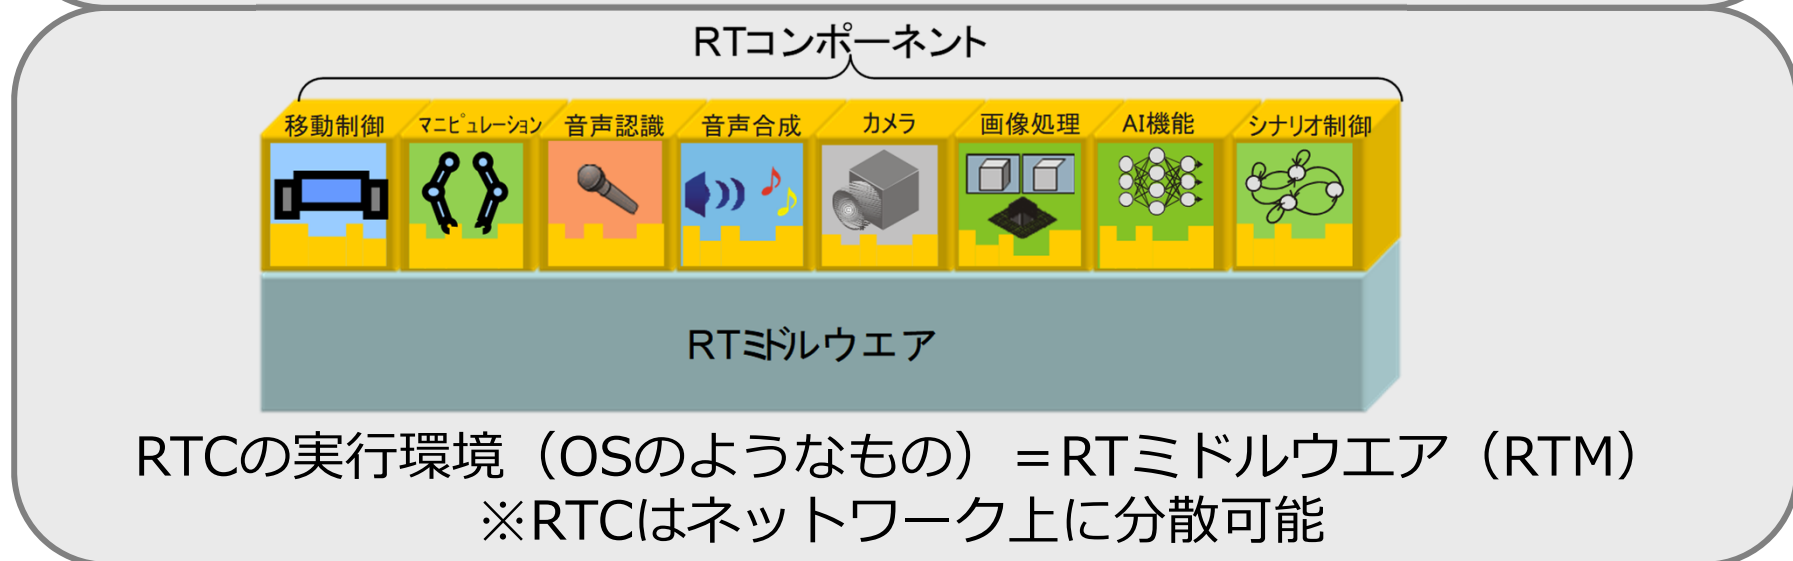 RTコンポーネント
移動制御 マニピュレーション 音声認識 音声合成 カメラ 画像処理 AI機能 シナリオ制御
RTミドルウエア
RTCの実行環境（OSのようなもの）＝RTミドルウエア（RTM）
※RTCはネットワーク上に分散可能